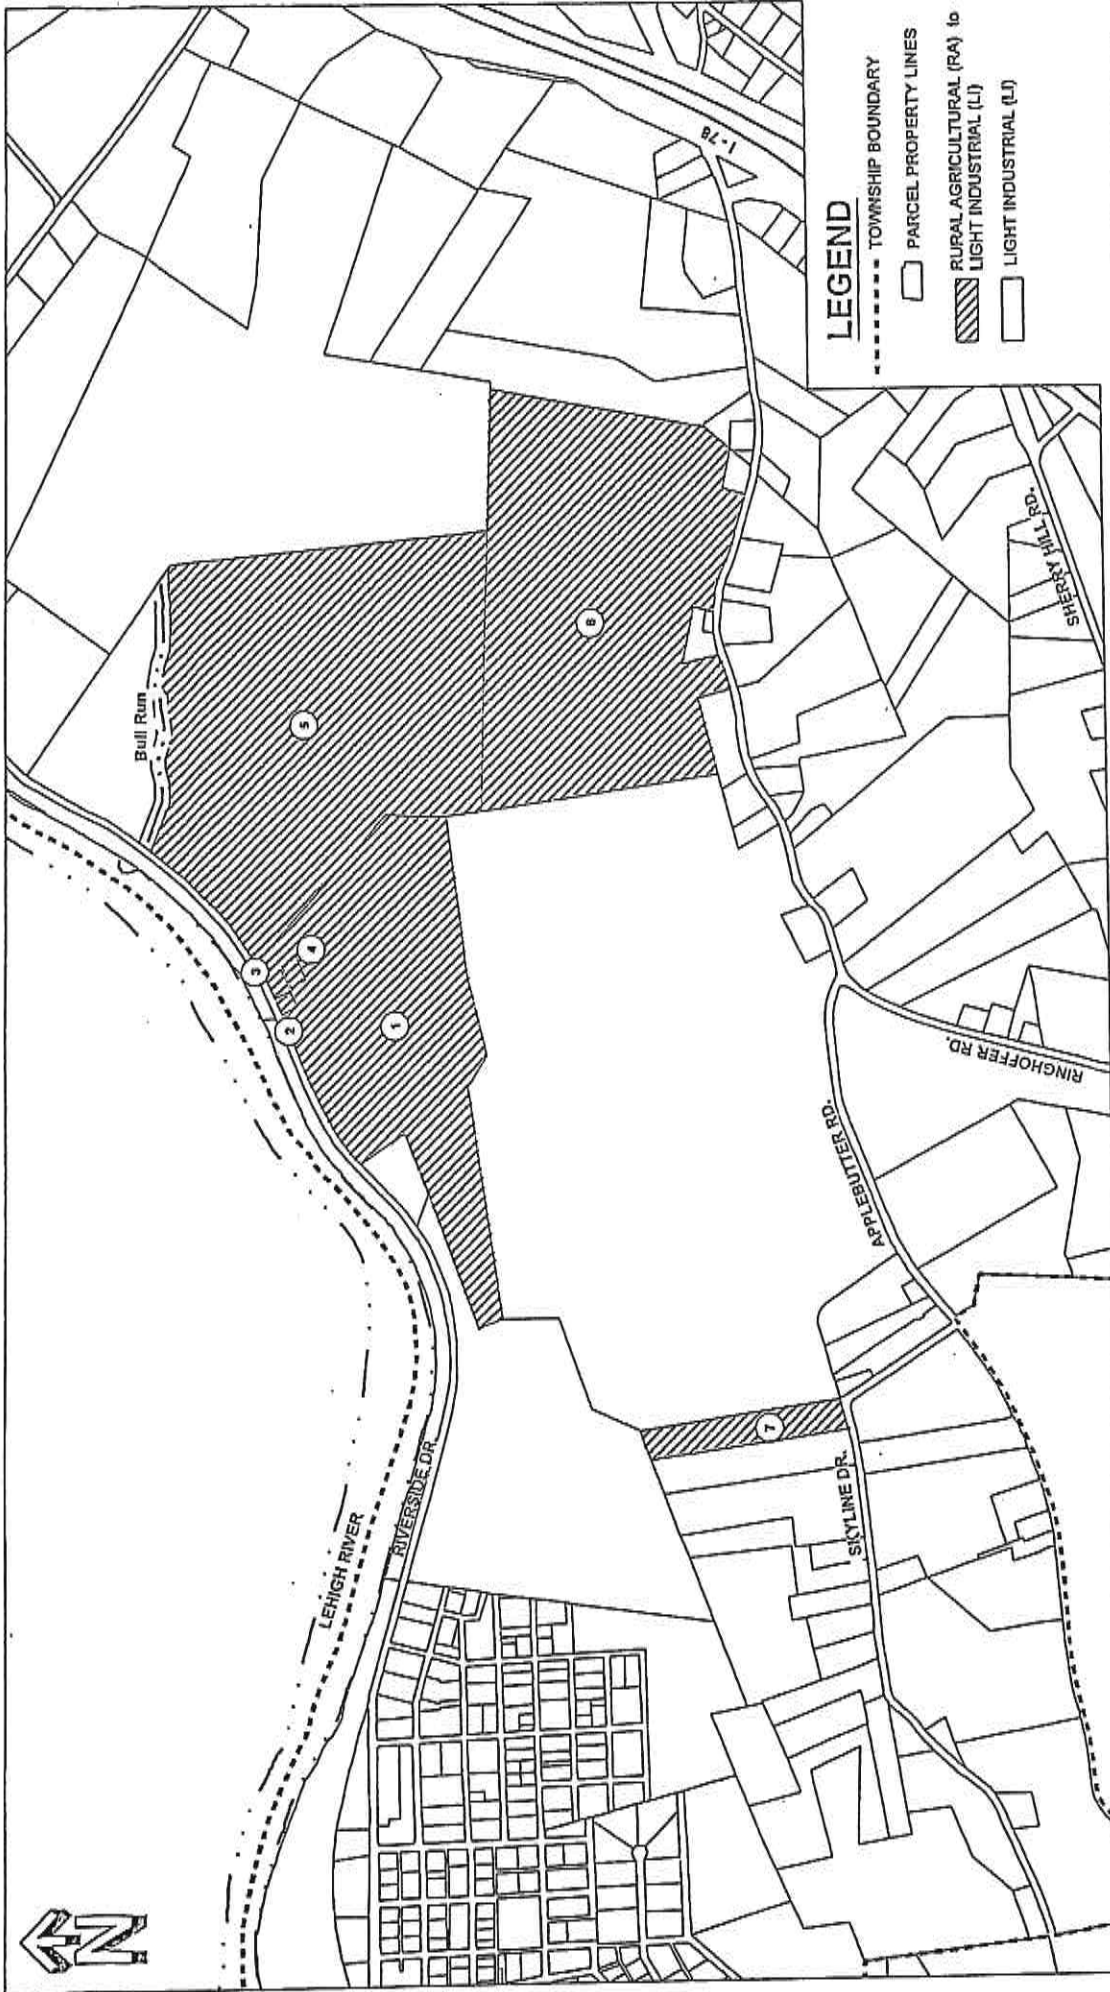 N
LEHIGH RIVER
RIVERSIDE DR.
Bull Run
1
2
3
4
5
6
7
SKYLINE DR.
APPLEBUTTER RD.
RINGHOFFER RD.
SHERRY HILL RD.
I-78
LEGEND
TOWNSHIP BOUNDARY
PARCEL PROPERTY LINES
RURAL AGRICULTURAL (RA) to
LIGHT INDUSTRIAL (LI)
LIGHT INDUSTRIAL (LI)